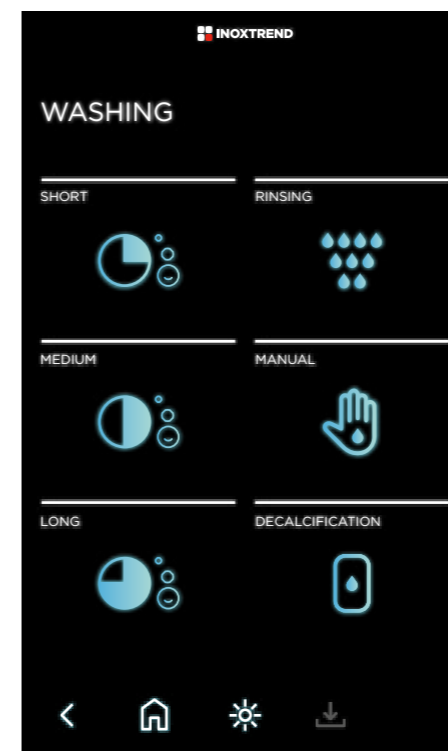 INOXTREND
WASHING
SHORT
RINSING
MEDIUM
MANUAL
LONG
DECALCIFICATION